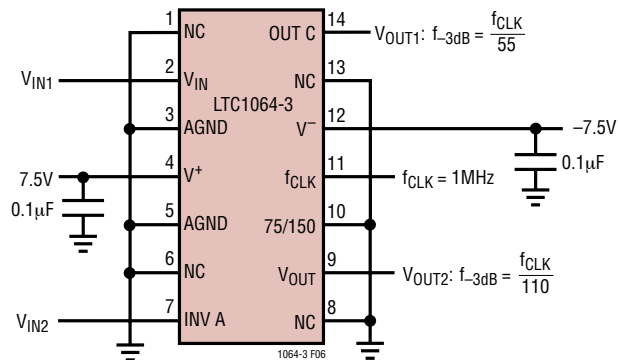 1 NC OUT C 14 VOUT1: f–3dB = fCLK/55
VIN1 2 VIN NC 13
LTC1064-3
3 AGND V– 12 –7.5V
0.1µF
7.5V 4 V+ fCLK 11 fCLK = 1MHz
0.1µF
5 AGND 75/150 10
6 NC VOUT 9 VOUT2: f–3dB = fCLK/110
VIN2 7 INV A NC 8
1064-3 F06